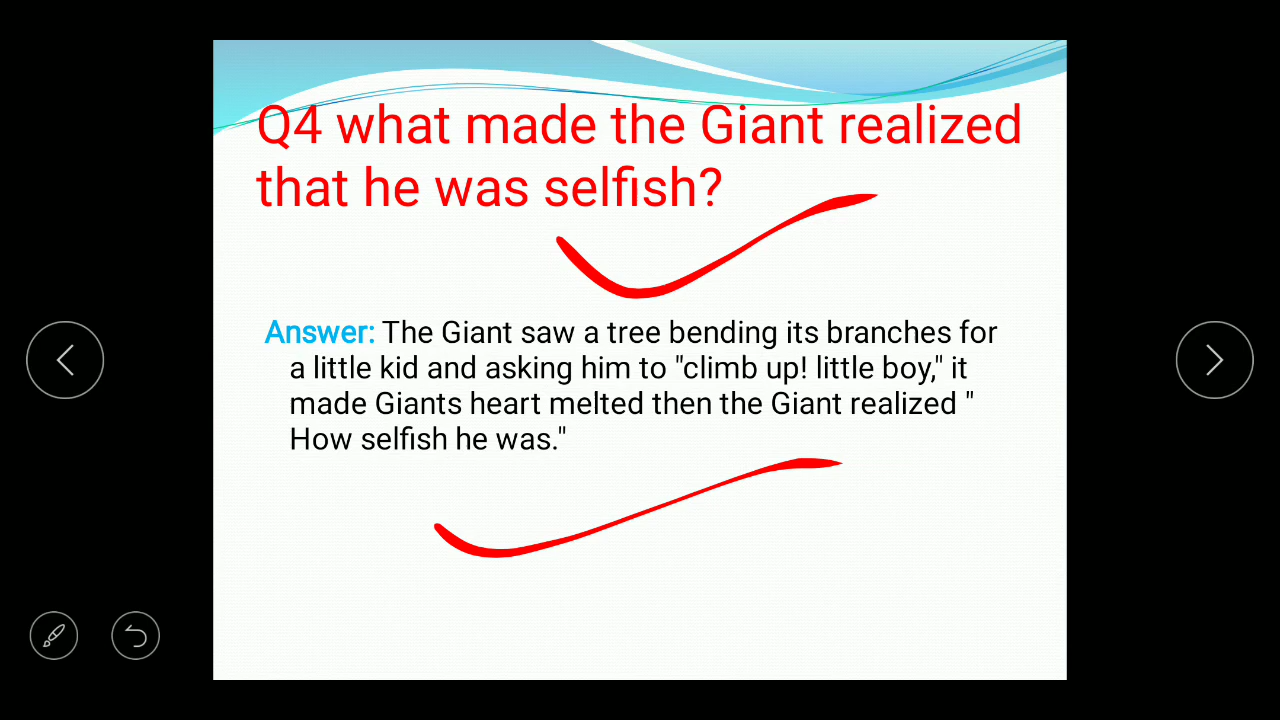 Q4 what made the Giant realized
that he was selfish?
Answer: The Giant saw a tree bending its branches for
a little kid and asking him to "climb up! little boy," it
made Giants heart melted then the Giant realized "
How selfish he was."